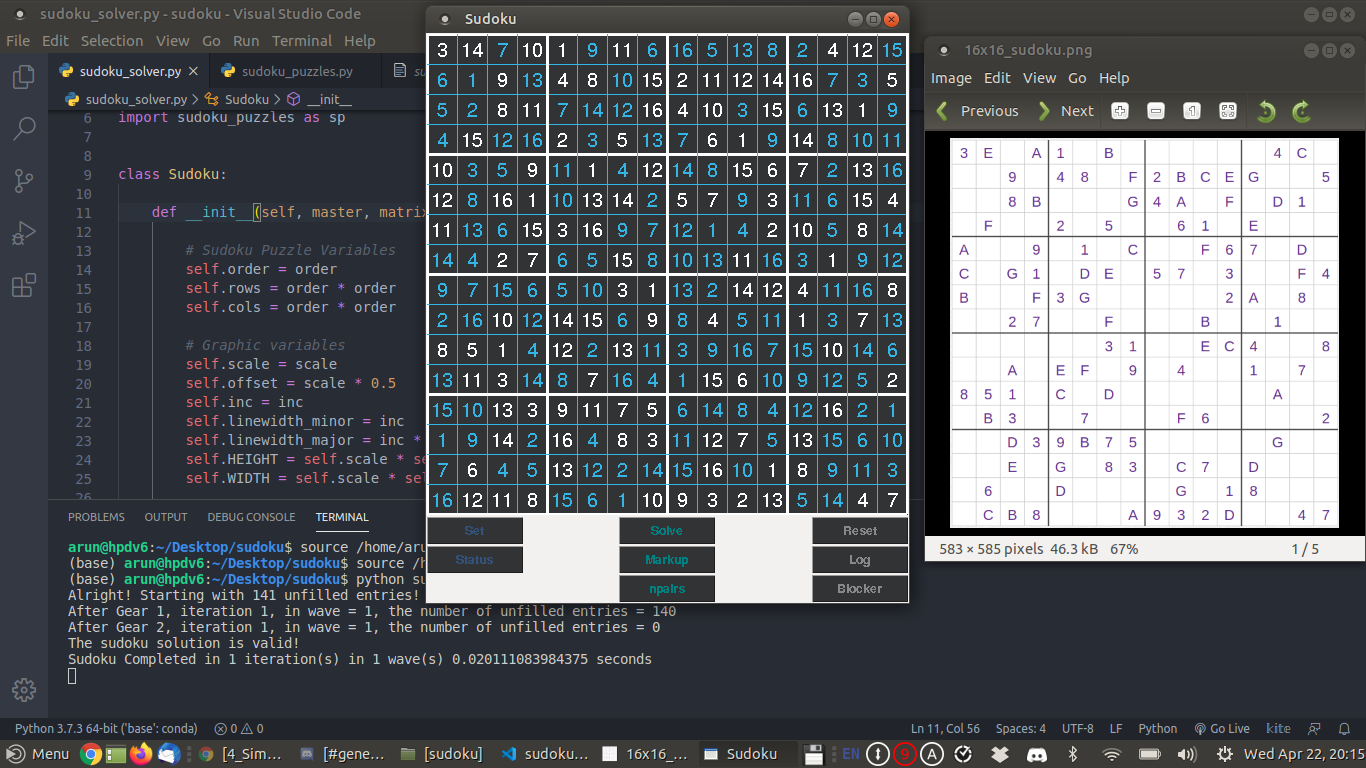 sudoku_solver.py - sudoku - Visual Studio Code
File Edit Selection View Go Run Terminal Help
sudoku_solver.py sudoku_puzzles.py
sudoku_solver.py > Sudoku > __init__
6 import sudoku_puzzles as sp
7
8
9 class Sudoku:
10
11 def __init__(self, master, matrix
12
13 # Sudoku Puzzle Variables
14 self.order = order
15 self.rows = order * order
16 self.cols = order * order
17
18 # Graphic variables
19 self.scale = scale
20 self.offset = scale * 0.5
21 self.inc = inc
22 self.linewidth_minor = inc
23 self.linewidth_major = inc *
24 self.HEIGHT = self.scale * se
25 self.WIDTH = self.scale * sel
26
PROBLEMS OUTPUT DEBUG CONSOLE TERMINAL
arun@hpdv6:~/Desktop/sudoku$ source /home/aru
(base) arun@hpdv6:~/Desktop/sudoku$ source /h
(base) arun@hpdv6:~/Desktop/sudoku$ python su
Alright! Starting with 141 unfilled entries!
After Gear 1, iteration 1, in wave = 1, the number of unfilled entries = 140
After Gear 2, iteration 1, in wave = 1, the number of unfilled entries = 0
The sudoku solution is valid!
Sudoku Completed in 1 iteration(s) in 1 wave(s) 0.020111083984375 seconds
Sudoku
3 14 7 10 1 9 11 6 16 5 13 8 2 4 12 15
6 1 9 13 4 8 10 15 2 11 12 14 16 7 3 5
5 2 8 11 7 14 12 16 4 10 3 15 6 13 1 9
4 15 12 16 2 3 5 13 7 6 1 9 14 8 10 11
10 3 5 9 11 1 4 12 14 8 15 6 7 2 13 16
12 8 16 1 10 13 14 2 5 7 9 3 11 6 15 4
11 13 6 15 3 16 9 7 12 1 4 2 10 5 8 14
14 4 2 7 6 5 15 8 10 13 11 16 3 1 9 12
9 7 15 6 5 10 3 1 13 2 14 12 4 11 16 8
2 16 10 12 14 15 6 9 8 4 5 11 1 3 7 13
8 5 1 4 12 2 13 11 3 9 16 7 15 10 14 6
13 11 3 14 8 7 16 4 1 15 6 10 9 12 5 2
15 10 13 3 9 11 7 5 6 14 8 4 12 16 2 1
1 9 14 2 16 4 8 3 11 12 7 5 13 15 6 10
7 6 4 5 13 12 2 14 15 16 10 1 8 9 11 3
16 12 11 8 15 6 1 10 9 3 2 13 5 14 4 7
Set Solve Reset
Status Markup Log
npairs Blocker
16x16_sudoku.png
Image Edit View Go Help
Previous Next
3 E A 1 B 4 C
9 4 8 F 2 B C E G 5
8 B G 4 A F D 1
F 2 5 6 1 E
A 9 1 C F 6 7 D
C G 1 D E 5 7 3 F 4
B F 3 G 2 A 8
2 7 F B 1
3 1 E C 4 8
A E F 9 4 1 7
8 5 1 C D A
B 3 7 F 6 2
D 3 9 B 7 5 G
E G 8 3 C 7 D
6 D G 1 8
C B 8 A 9 3 2 D 4 7
583 × 585 pixels 46.3 kB 67% 1 / 5
Python 3.7.3 64-bit ('base': conda) 0 0 Ln 11, Col 56 Spaces: 4 UTF-8 LF Python Go Live kite
Menu [4_Sim... [#gene... [sudoku] sudoku... 16x16_... Sudoku EN 9 A Wed Apr 22, 20:15